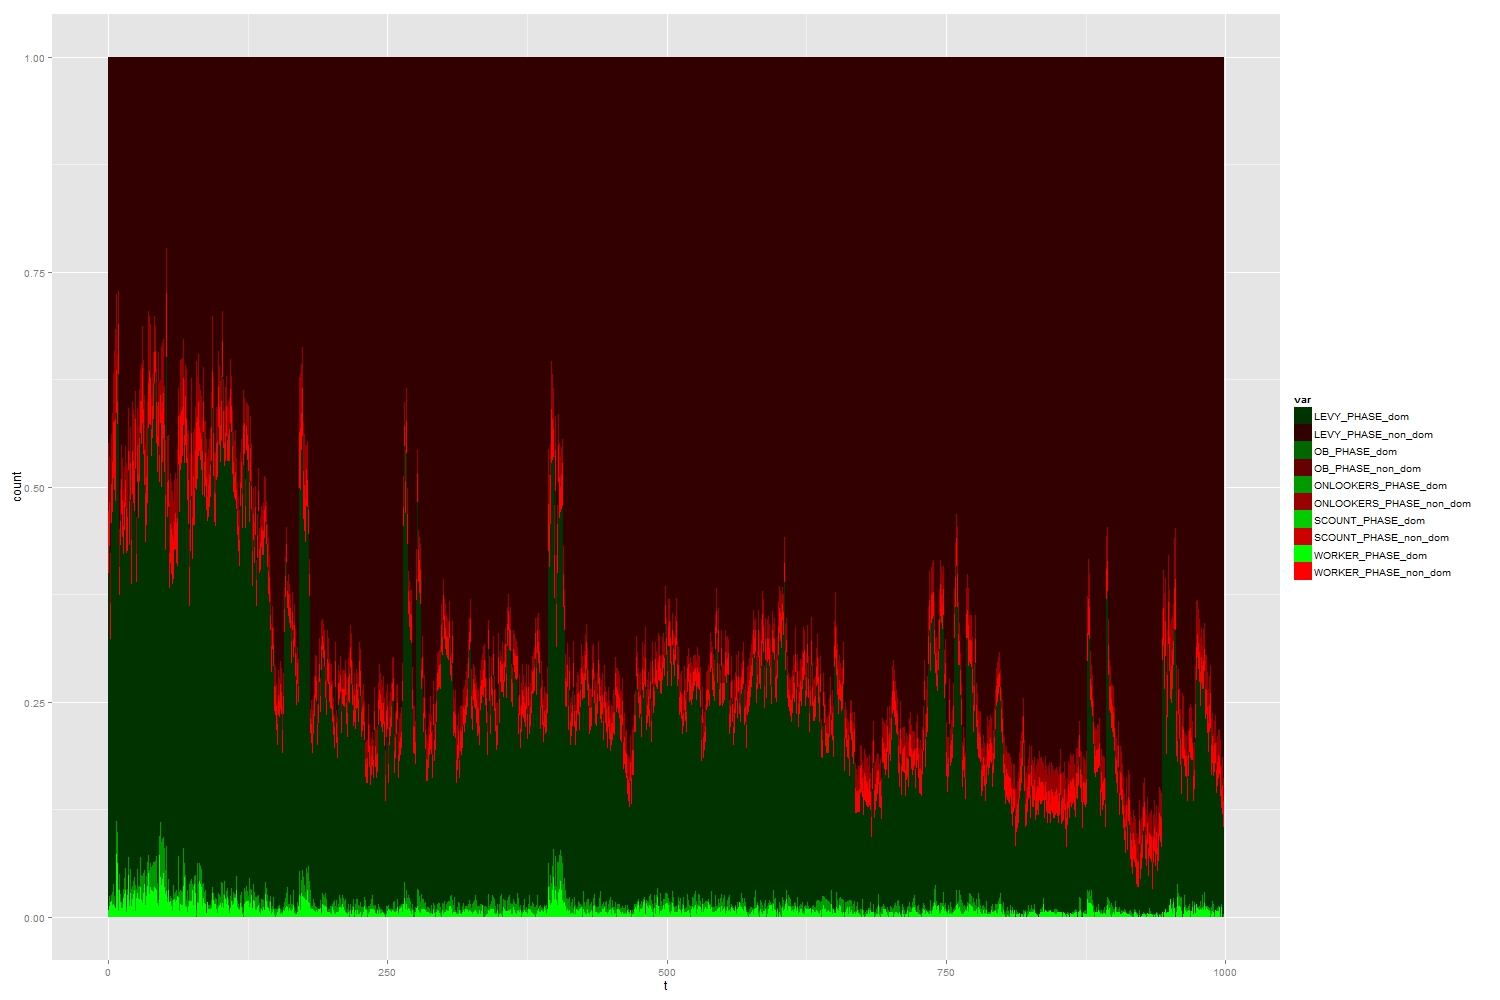 1.00
0.75
0.50
0.25
0.00
count
0
250
500
750
1000
t
var
LEVY_PHASE_dom
LEVY_PHASE_non_dom
OB_PHASE_dom
OB_PHASE_non_dom
ONLOOKERS_PHASE_dom
ONLOOKERS_PHASE_non_dom
SCOUNT_PHASE_dom
SCOUNT_PHASE_non_dom
WORKER_PHASE_dom
WORKER_PHASE_non_dom